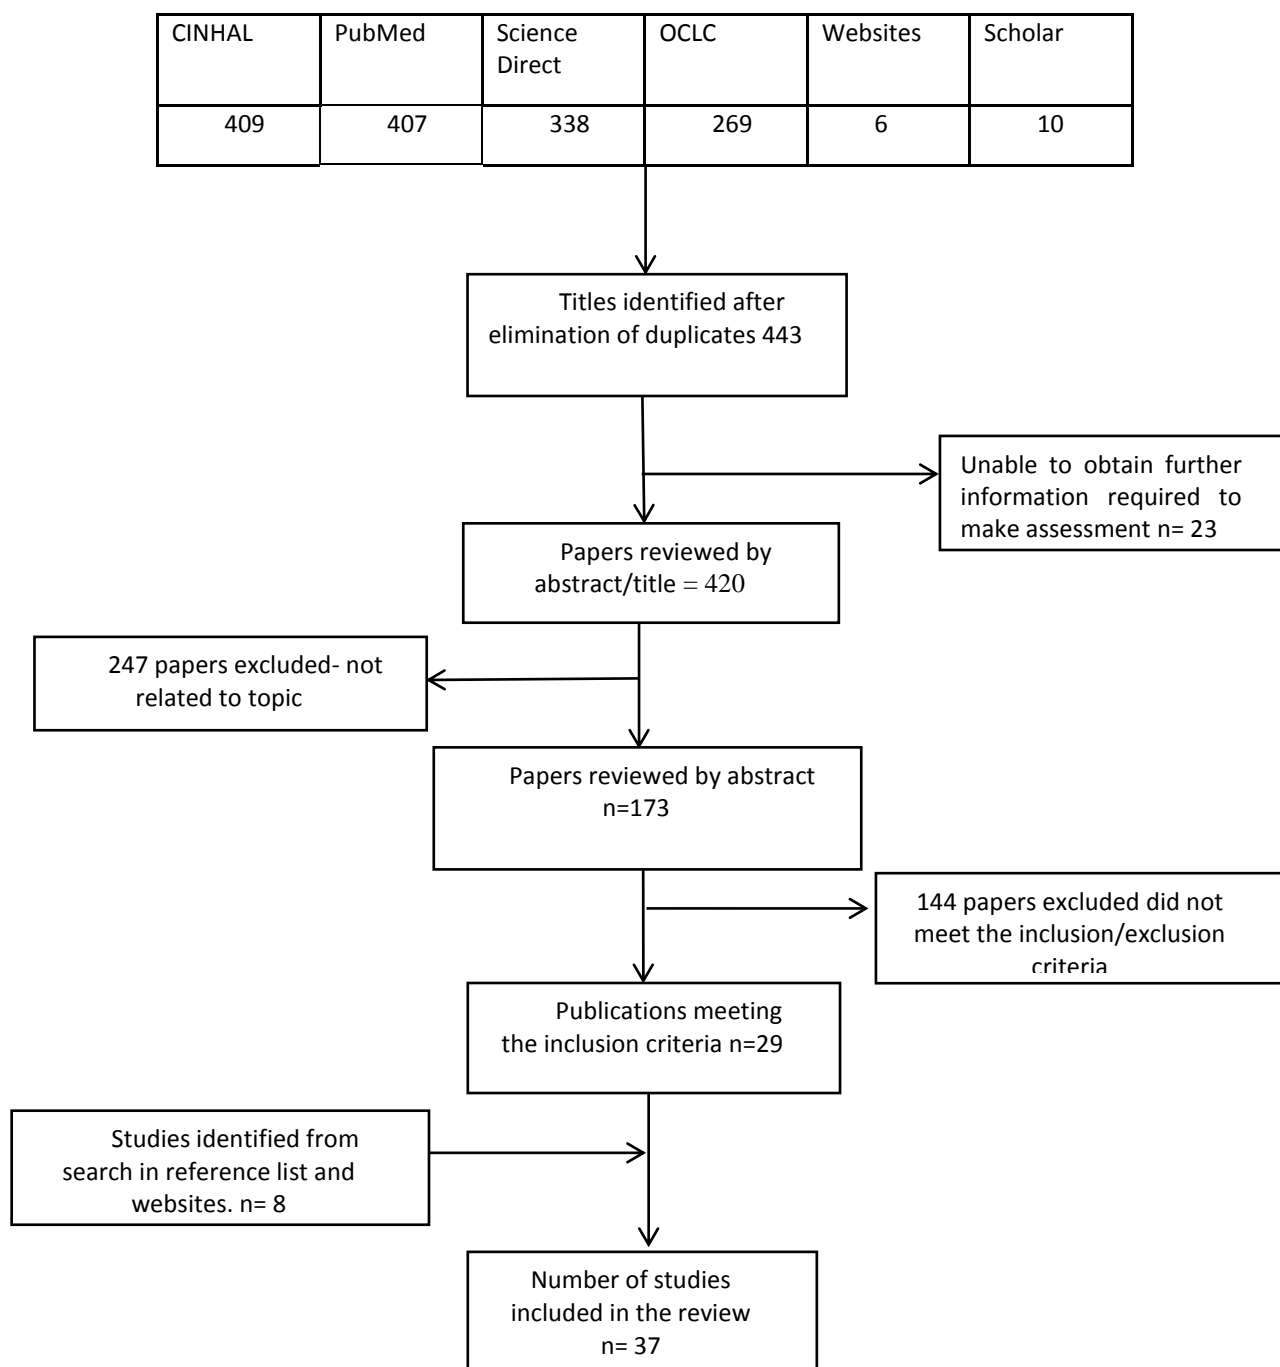 CINHAL PubMed Science Direct OCLC Websites Scholar
409 407 338 269 6 10
Titles identified after
elimination of duplicates 443
Unable to obtain further
information required to
make assessment n= 23
Papers reviewed by
abstract/title = 420
247 papers excluded- not
related to topic
Papers reviewed by abstract
n=173
144 papers excluded did not
meet the inclusion/exclusion
criteria
Publications meeting
the inclusion criteria n=29
Studies identified from
search in reference list and
websites. n= 8
Number of studies
included in the review
n= 37